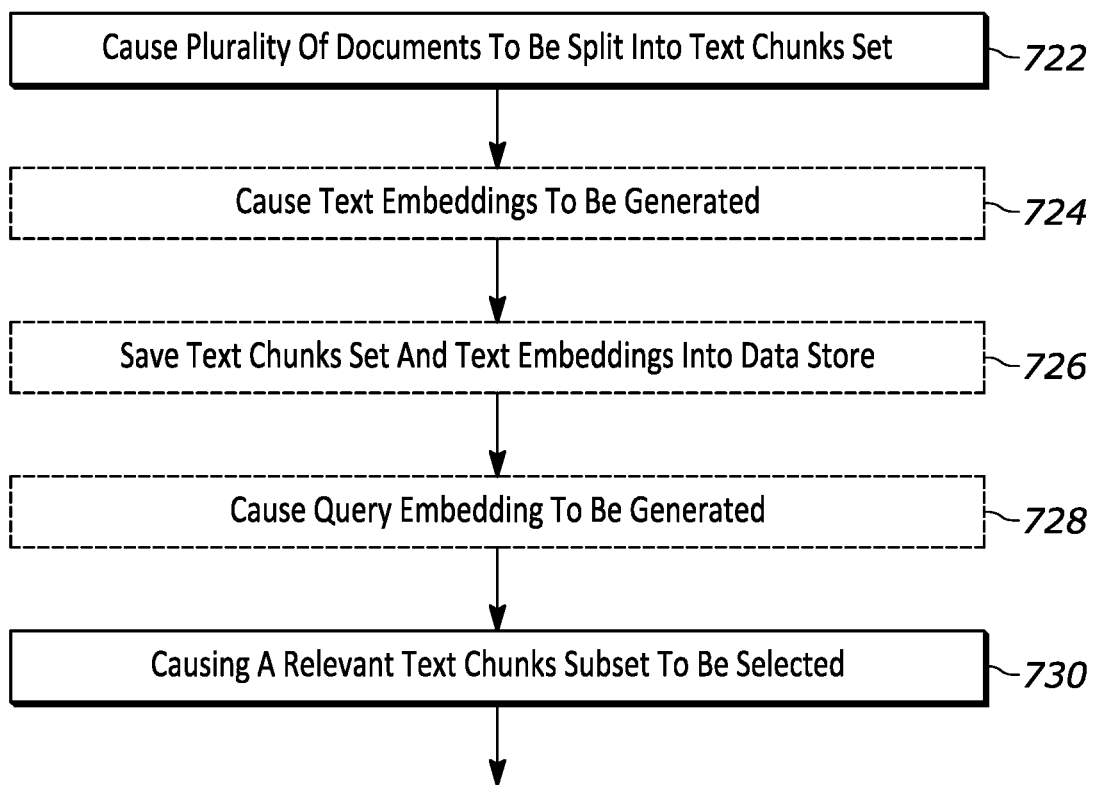 Cause Plurality Of Documents To Be Split Into Text Chunks Set 722
Cause Text Embeddings To Be Generated 724
Save Text Chunks Set And Text Embeddings Into Data Store 726
Cause Query Embedding To Be Generated 728
Causing A Relevant Text Chunks Subset To Be Selected 730